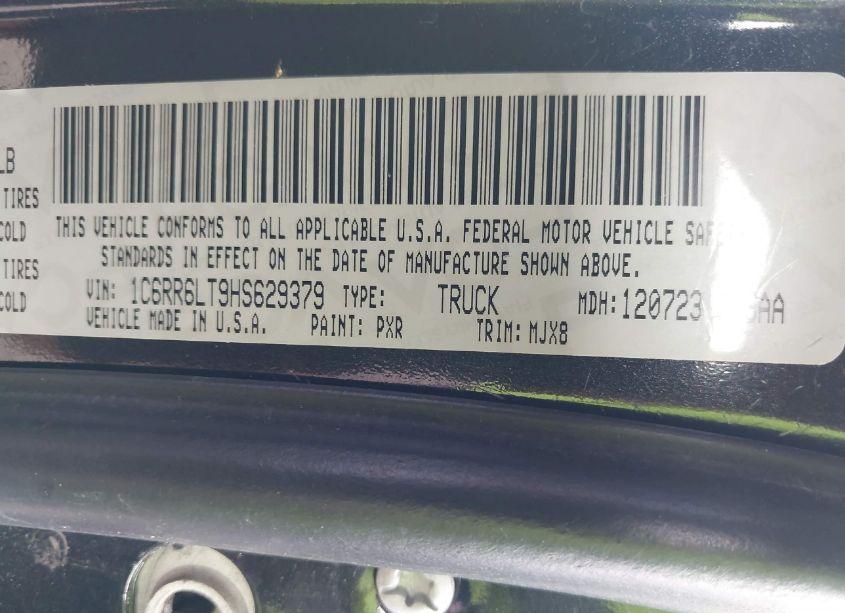 LB
TIRES
COLD
TIRES
COLD
THIS VEHICLE CONFORMS TO ALL APPLICABLE U.S.A. FEDERAL MOTOR VEHICLE
STANDARDS IN EFFECT ON THE DATE OF MANUFACTURE SHOWN ABOVE.
VIN: 1C6RR6LT9HS629379 TYPE: TRUCK MDH:120723 AA
VEHICLE MADE IN U.S.A. PAINT: PXR TRIM: MJX8